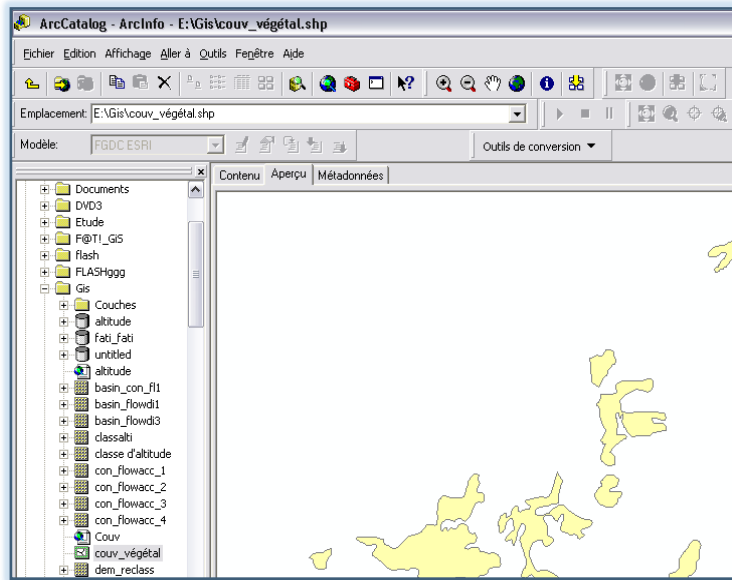 ArcCatalog - ArcInfo - E:\Gis\couv_végétal.shp
Fichier Edition Affichage Aller à Outils Fenêtre Aide
Emplacement: E:\Gis\couv_végétal.shp
Modèle: FGDC ESRI Outils de conversion
Contenu Aperçu Métadonnées
Documents
DVD3
Etude
F@T!_GIS
flash
FLASHggg
Gis
Couches
altitude
fati_fati
untitled
altitude
basin_con_fl1
basin_flowdi1
basin_flowdi3
classalti
classe d'altitude
con_flowacc_1
con_flowacc_2
con_flowacc_3
con_flowacc_4
Couv
couv_végétal
dem_reclass